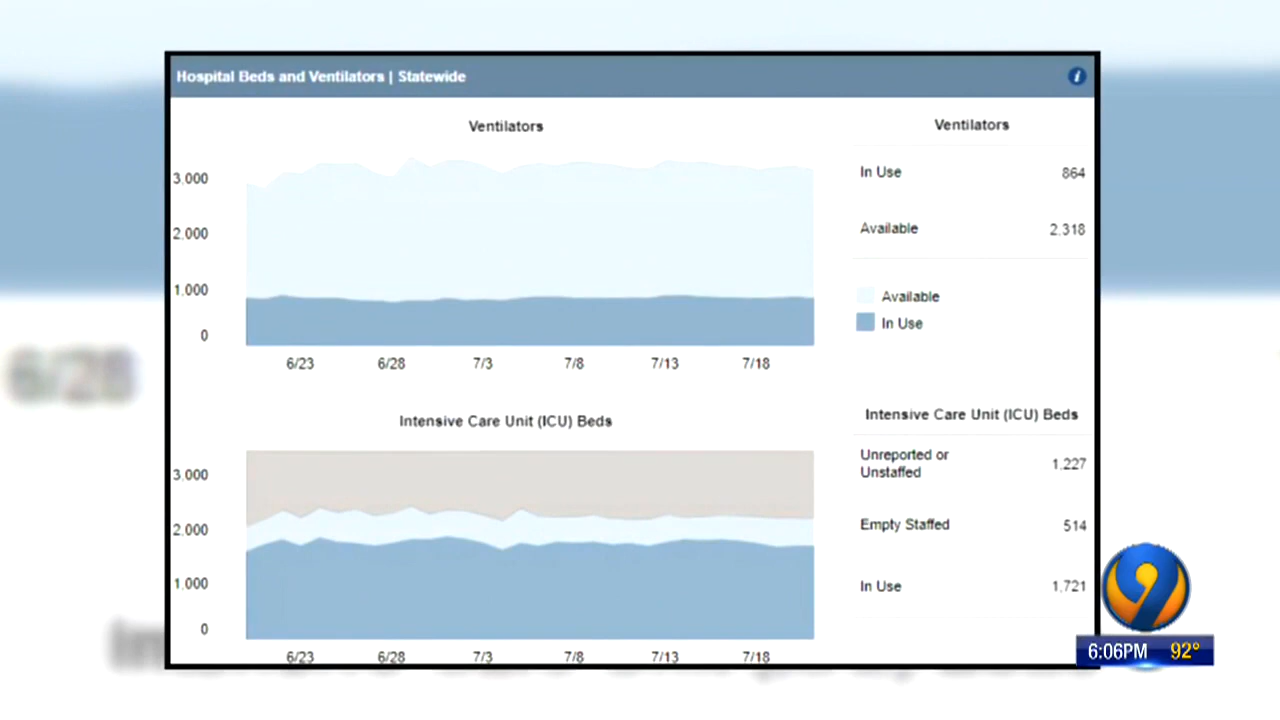 Hospital Beds and Ventilators | Statewide
i
Ventilators
3,000
2,000
1,000
0
6/23 6/28 7/3 7/8 7/13 7/18
Ventilators
In Use 864
Available 2,318
Available
In Use
Intensive Care Unit (ICU) Beds
3,000
2,000
1,000
0
6/23 6/28 7/3 7/8 7/13 7/18
Intensive Care Unit (ICU) Beds
Unreported or
Unstaffed 1,227
Empty Staffed 514
In Use 1,721
6/28
9
6:06PM 92°